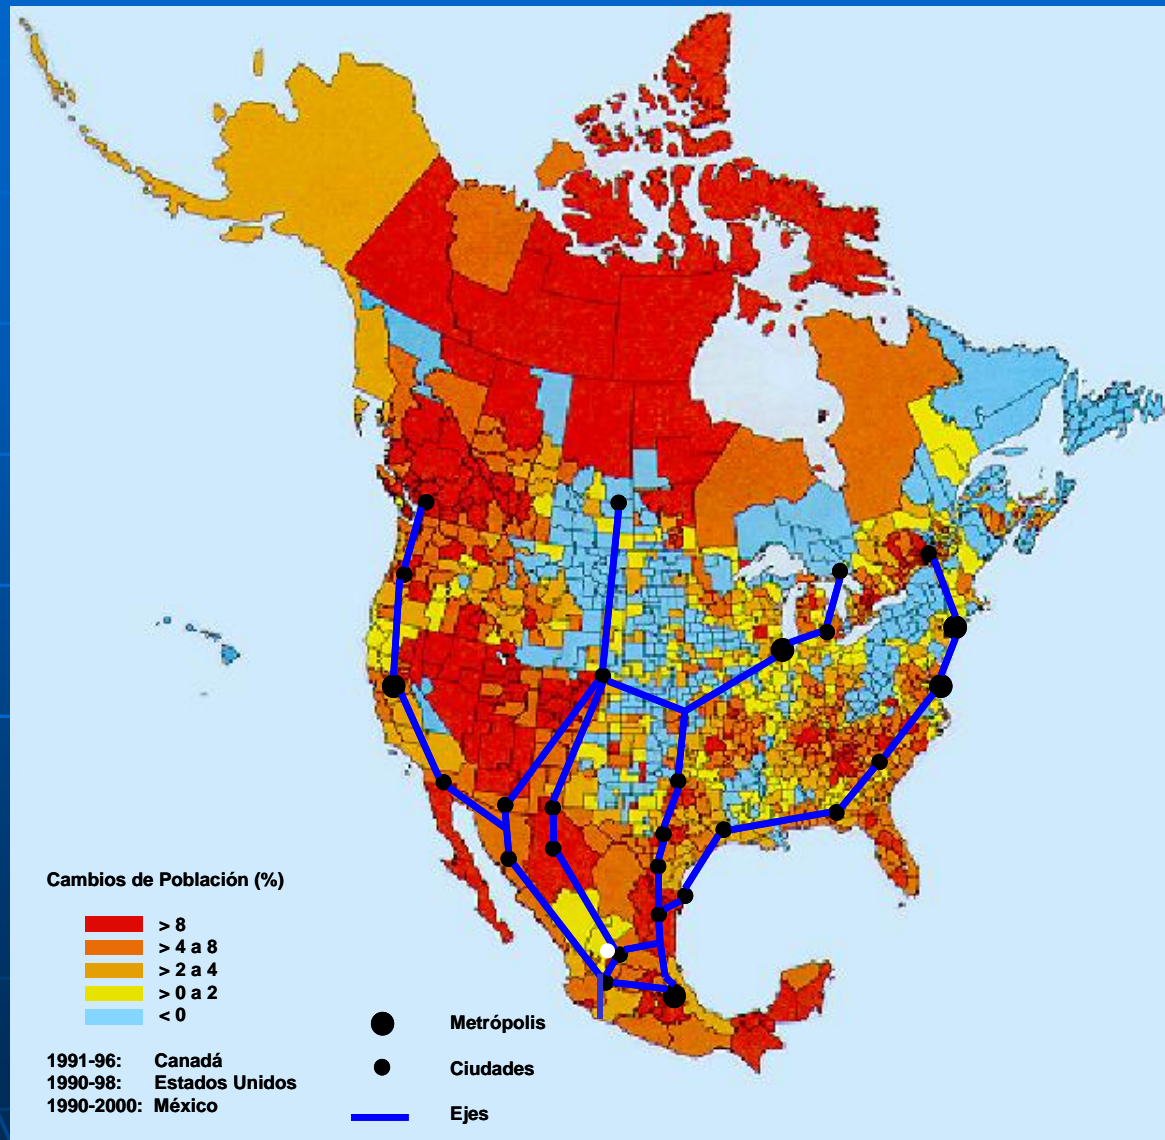 Cambios de Población (%)
> 8
> 4 a 8
> 2 a 4
> 0 a 2
< 0
1991-96: Canadá
1990-98: Estados Unidos
1990-2000: México
Metrópolis
Ciudades
Ejes